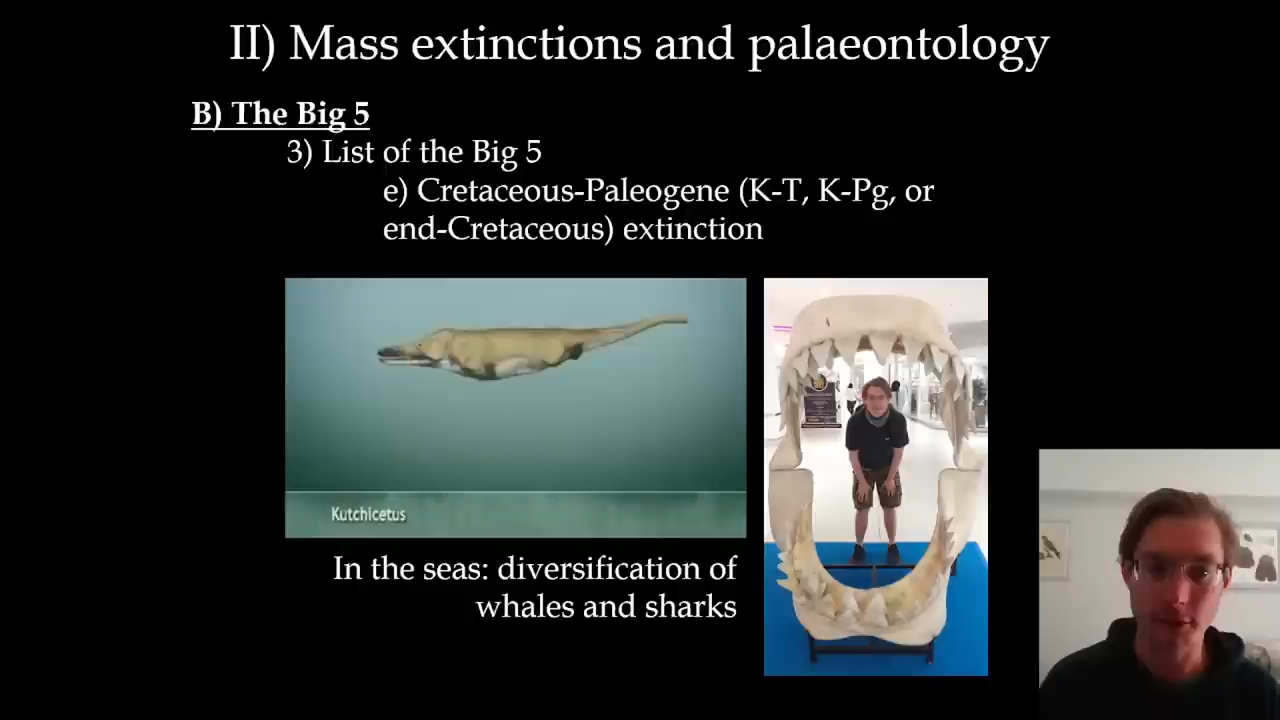 II) Mass extinctions and palaeontology
B) The Big 5
3) List of the Big 5
e) Cretaceous-Paleogene (K-T, K-Pg, or
end-Cretaceous) extinction
Kutchicetus
In the seas: diversification of
whales and sharks